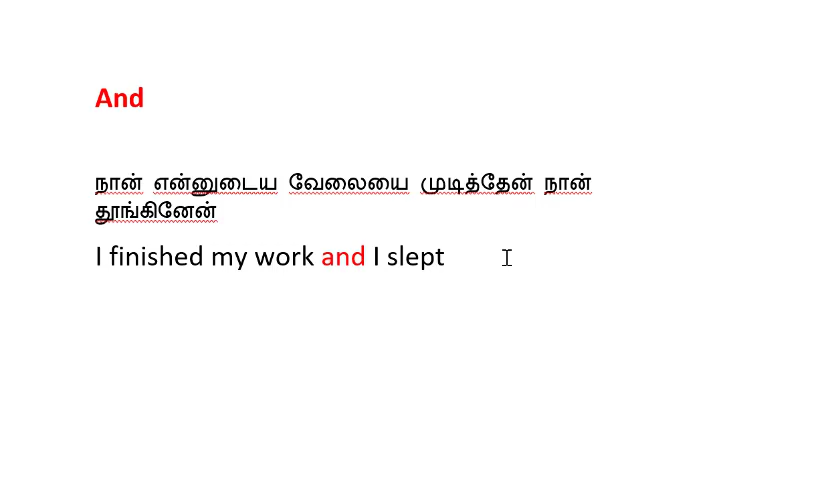 And
நான் என்னுடைய வேலையை முடித்தேன் நான்
தூங்கினேன்
I finished my work and I slept